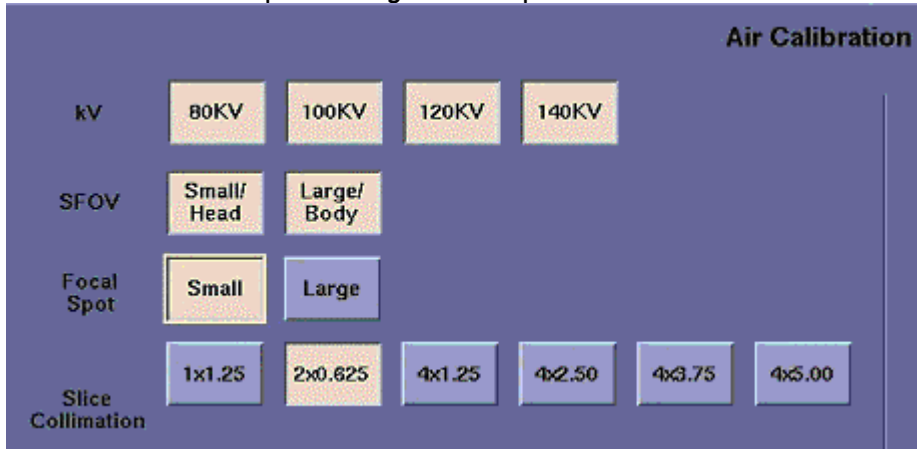 Air Calibration
kV 80KV 100KV 120KV 140KV
SFOV Small/ Head Large/ Body
Focal Spot Small Large
Slice Collimation 1x1.25 2x0.625 4x1.25 4x2.50 4x3.75 4x5.00